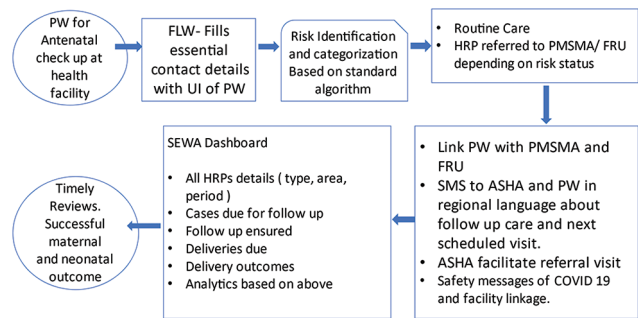 PW for
Antenatal
check up at
health
facility
FLW- Fills
essential
contact details
with UI of PW
Risk Identification
and categorization
Based on standard
algorithm
• Routine Care
• HRP referred to PMSMA/ FRU
depending on risk status
• Link PW with PMSMA and
FRU
• SMS to ASHA and PW in
regional language about
follow up care and next
scheduled visit.
• ASHA facilitate referral visit
• Safety messages of COVID 19
and facility linkage.
SEWA Dashboard
• All HRPs details ( type, area,
period )
• Cases due for follow up
• Follow up ensured
• Deliveries due
• Delivery outcomes
• Analytics based on above
Timely
Reviews.
Successful
maternal
and neonatal
outcome